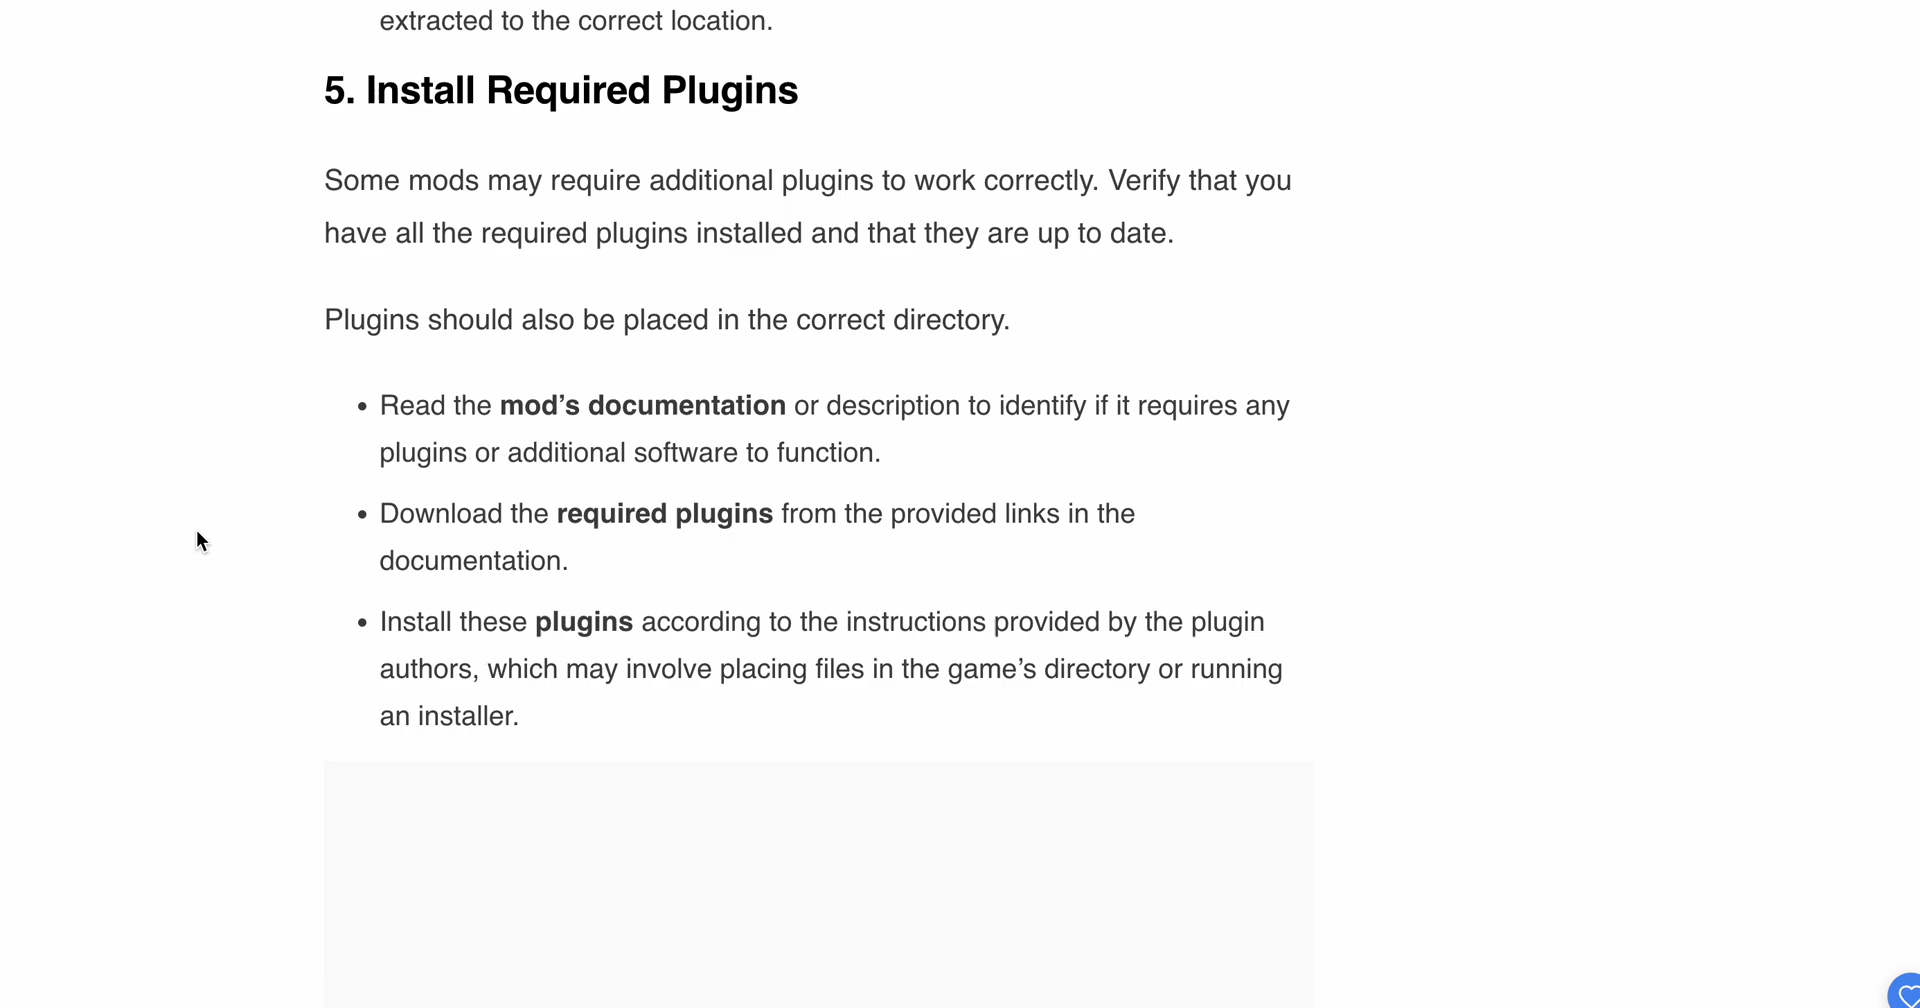 extracted to the correct location.
5. Install Required Plugins
Some mods may require additional plugins to work correctly. Verify that you
have all the required plugins installed and that they are up to date.
Plugins should also be placed in the correct directory.
• Read the mod’s documentation or description to identify if it requires any
plugins or additional software to function.
• Download the required plugins from the provided links in the
documentation.
• Install these plugins according to the instructions provided by the plugin
authors, which may involve placing files in the game’s directory or running
an installer.